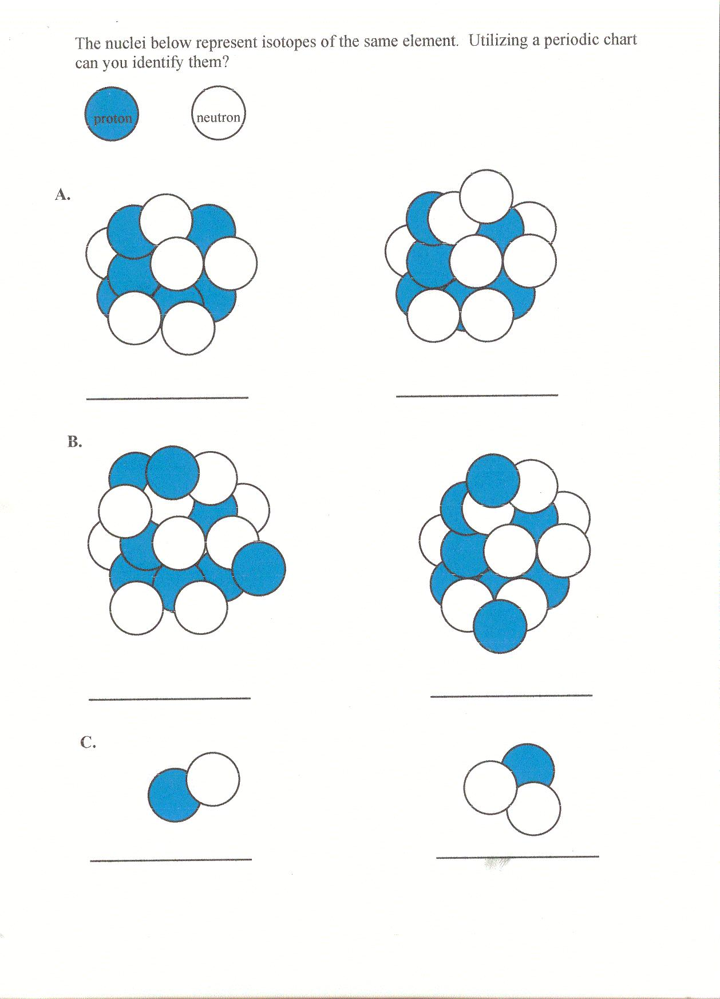 The nuclei below represent isotopes of the same element. Utilizing a periodic chart
can you identify them?
proton neutron
A.
B.
C.